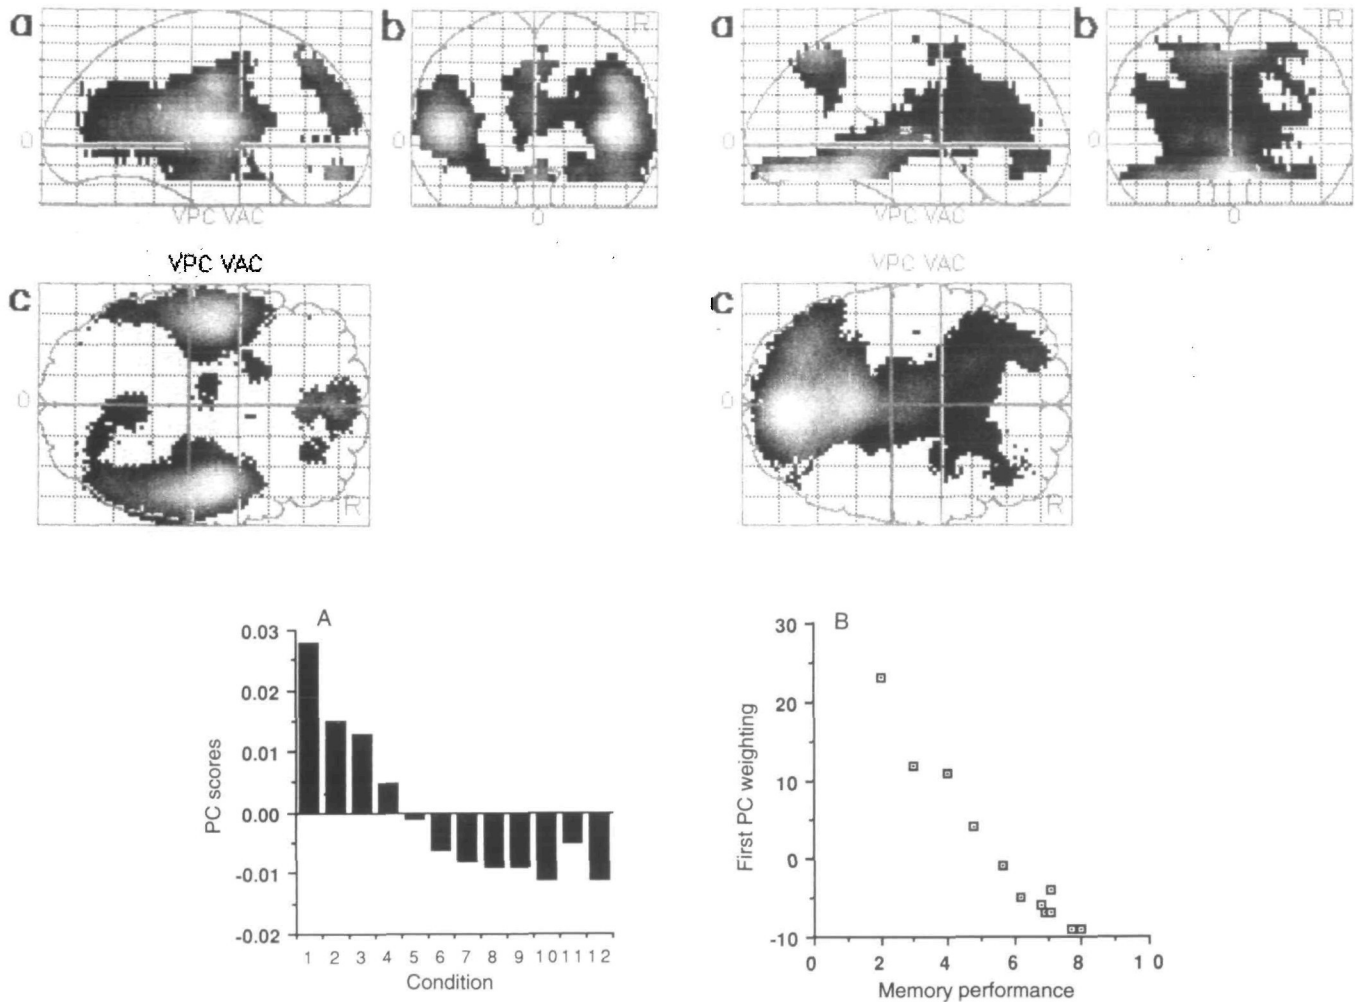 a
b
R
0
VPC VAC
0
a
b
R
0
VPC VAC
0
VPC VAC
c
0
R
VPC VAC
c
0
R
A
0.03
0.02
0.01
0.00
-0.01
-0.02
PC scores
1 2 3 4 5 6 7 8 9 10 11 12
Condition
B
30
20
10
0
-10
First PC weighting
0 2 4 6 8 10
Memory performance